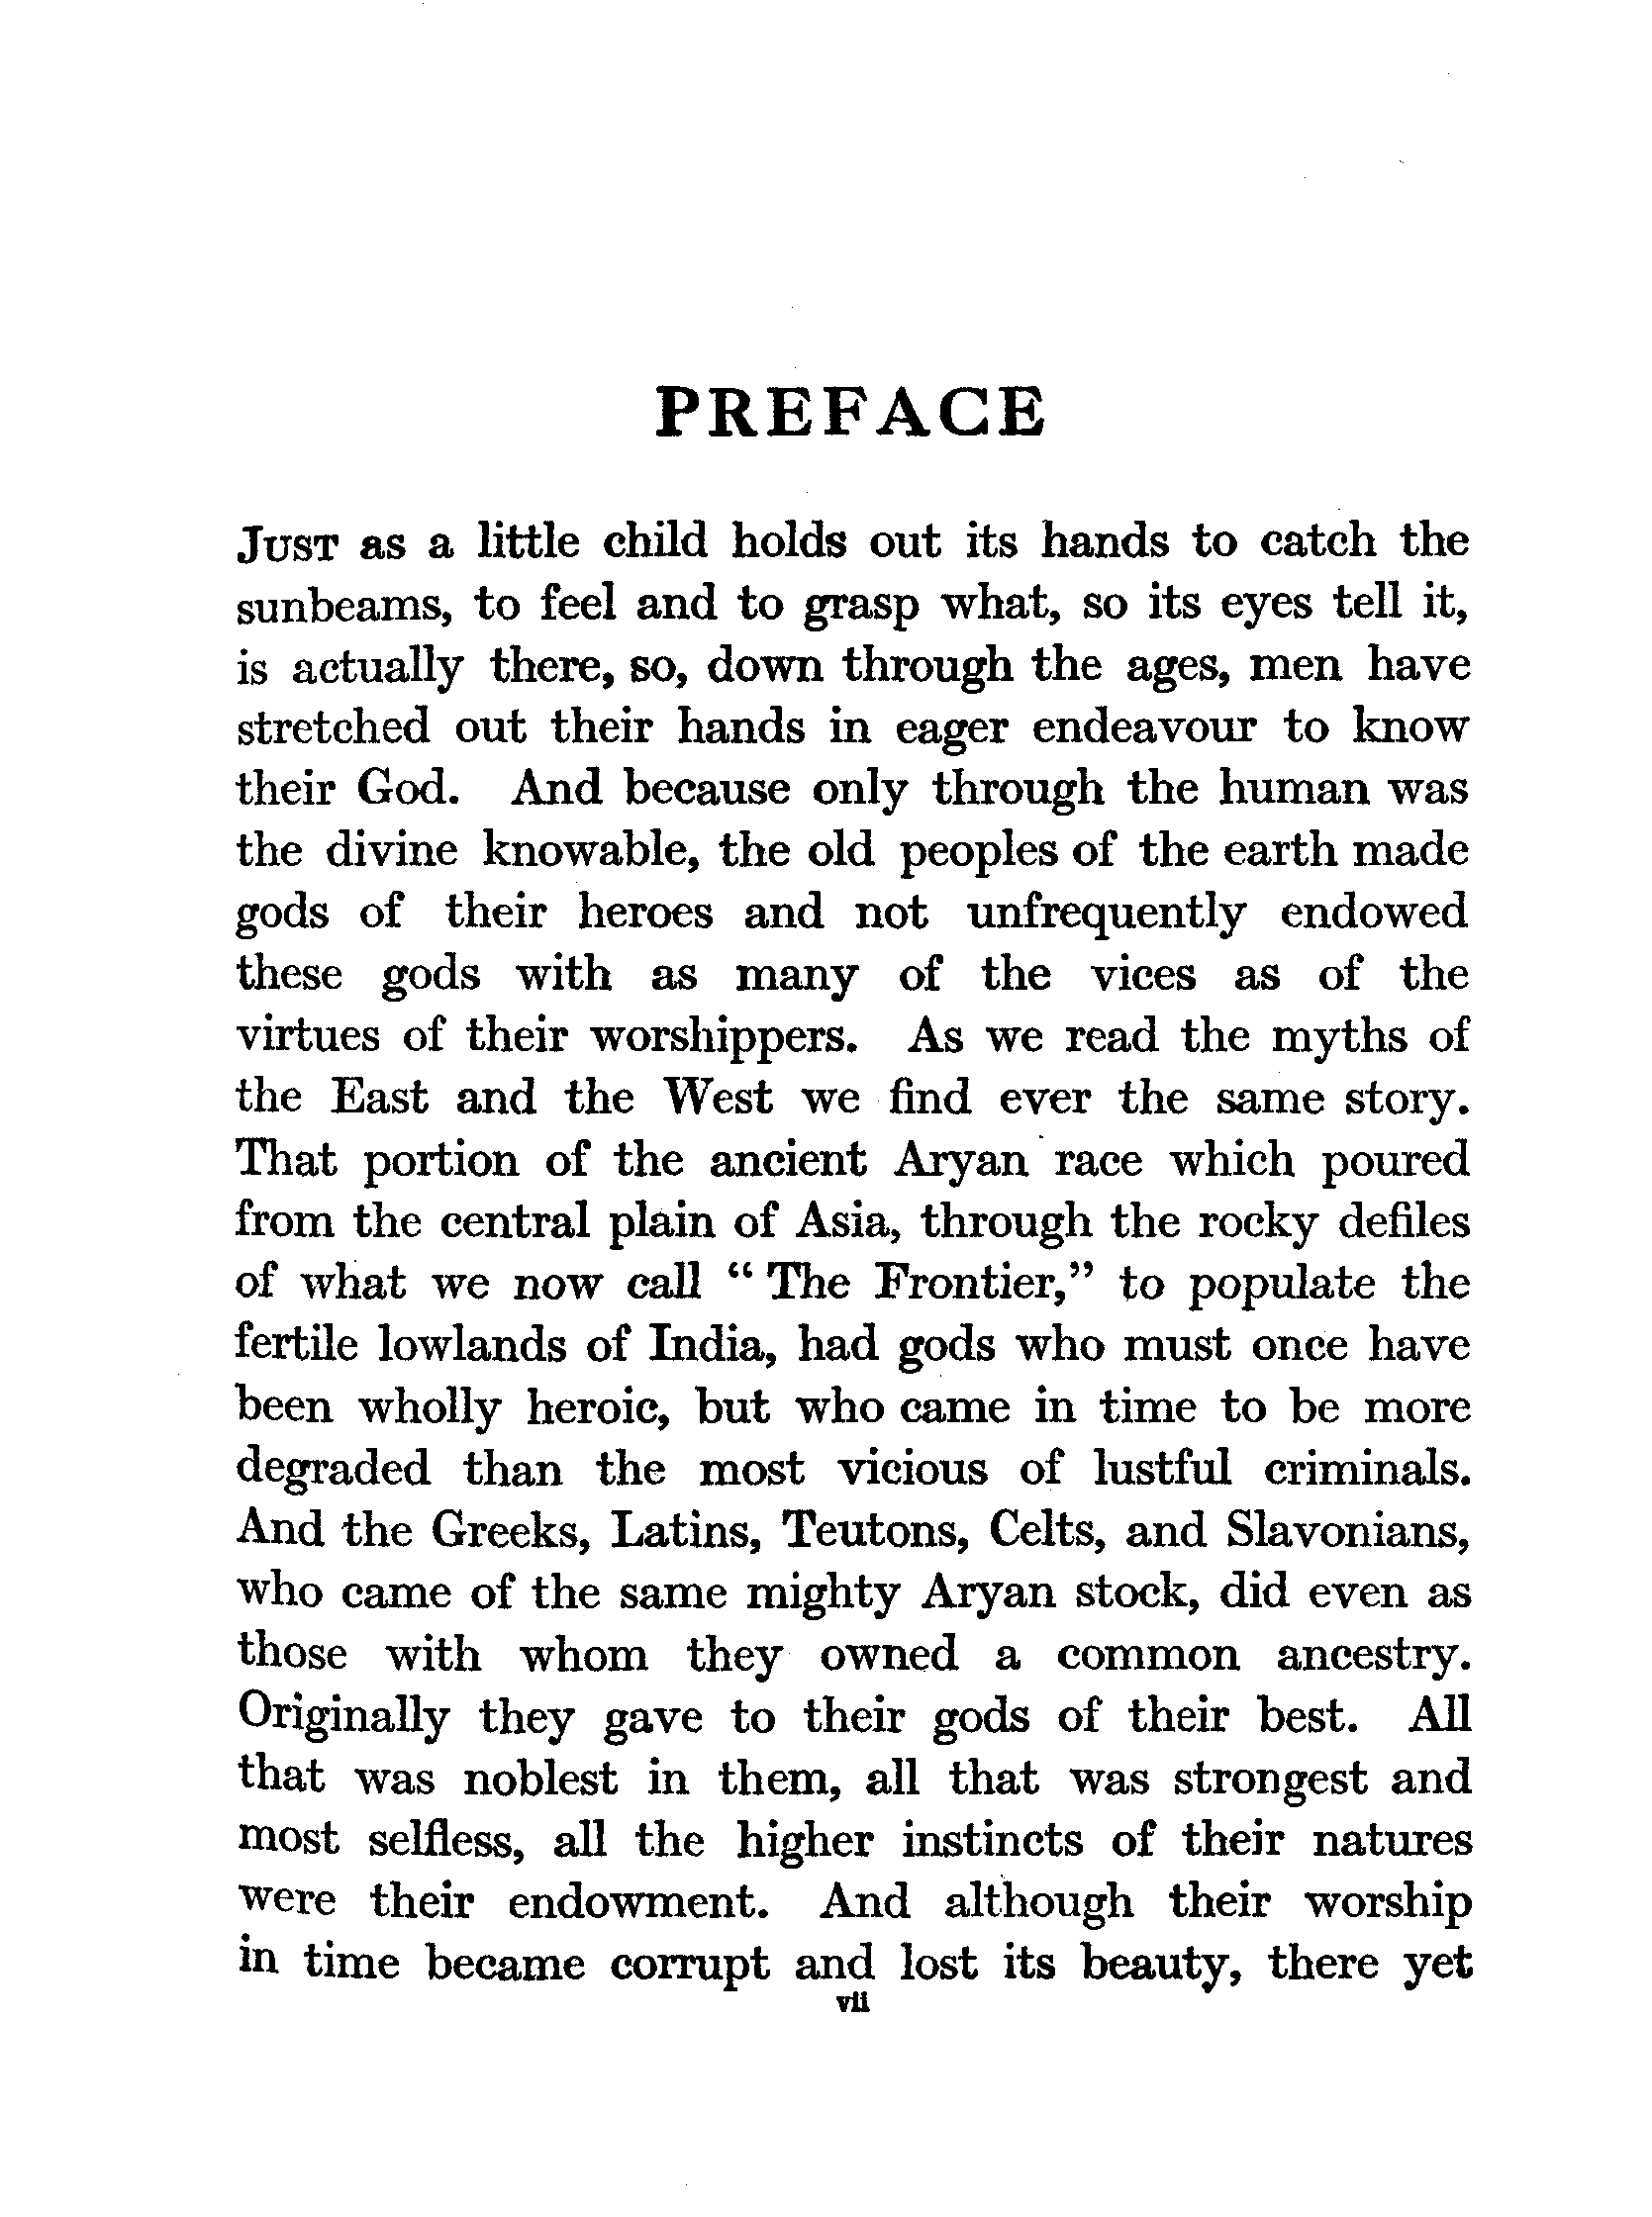 PREFACE
JUST as a little child holds out its hands to catch the
sunbeams, to feel and to grasp what, so its eyes tell it,
is actually there, so, down through the ages, men have
stretched out their hands in eager endeavour to know
their God. And because only through the human was
the divine knowable, the old peoples of the earth made
gods of their heroes and not unfrequently endowed
these gods with as many of the vices as of the
virtues of their worshippers. As we read the myths of
the East and the West we find ever the same story.
That portion of the ancient Aryan race which poured
from the central plain of Asia, through the rocky defiles
of what we now call “ The Frontier,” to populate the
fertile lowlands of India, had gods who must once have
been wholly heroic, but who came in time to be more
degraded than the most vicious of lustful criminals.
And the Greeks, Latins, Teutons, Celts, and Slavonians,
who came of the same mighty Aryan stock, did even as
those with whom they owned a common ancestry.
Originally they gave to their gods of their best. All
that was noblest in them, all that was strongest and
most selfless, all the higher instincts of their natures
were their endowment. And although their worship
in time became corrupt and lost its beauty, there yet
vii